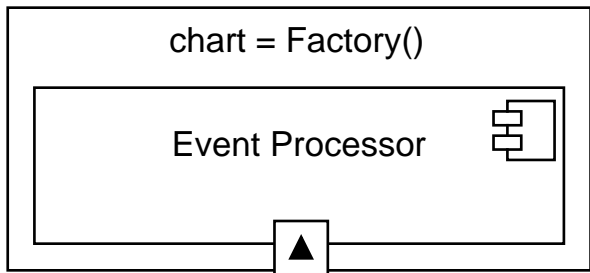 chart = Factory()
Event Processor